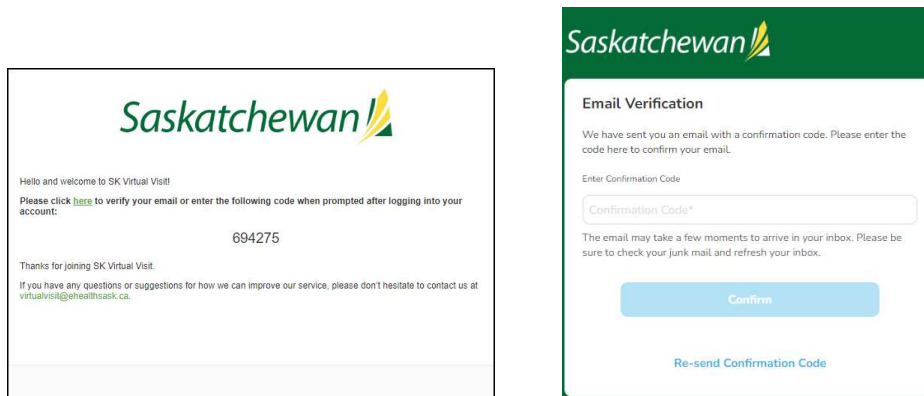 Saskatchewan
Hello and welcome to SK Virtual Visit!
Please click here to verify your email or enter the following code when prompted after logging into your
account:
694275
Thanks for joining SK Virtual Visit.
If you have any questions or suggestions for how we can improve our service, please don't hesitate to contact us at
virtualvisit@ehealthsask.ca.
Saskatchewan
Email Verification
We have sent you an email with a confirmation code. Please enter the
code here to confirm your email.
Enter Confirmation Code
Confirmation Code*
The email may take a few moments to arrive in your inbox. Please be
sure to check your junk mail and refresh your inbox.
Confirm
Re-send Confirmation Code